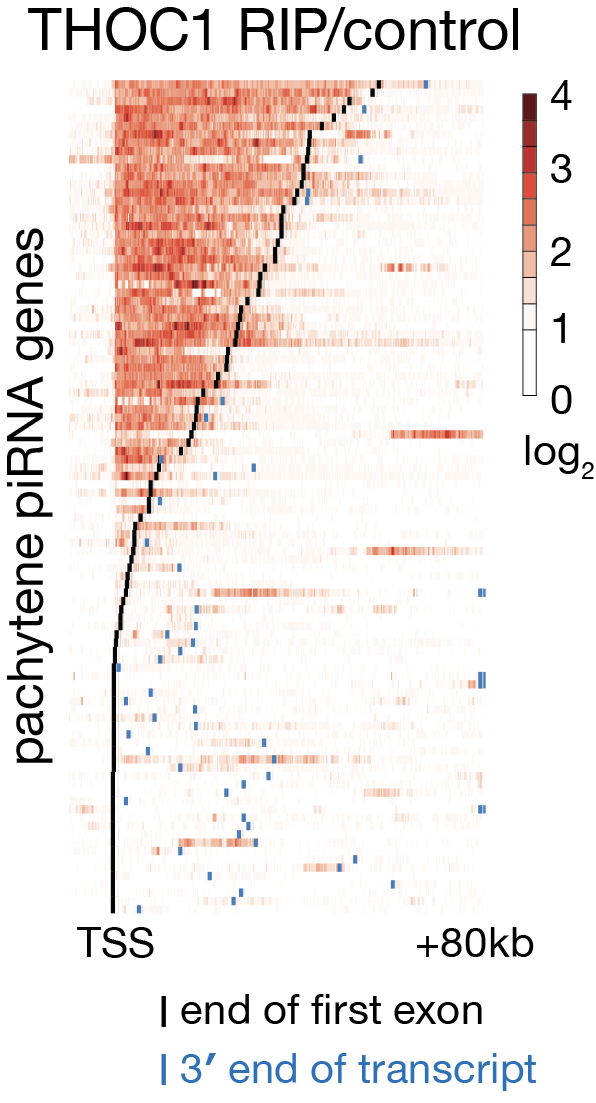 THOC1 RIP/control
pachytene piRNA genes
4
3
2
1
0
log2
TSS
+80kb
| end of first exon
| 3′ end of transcript